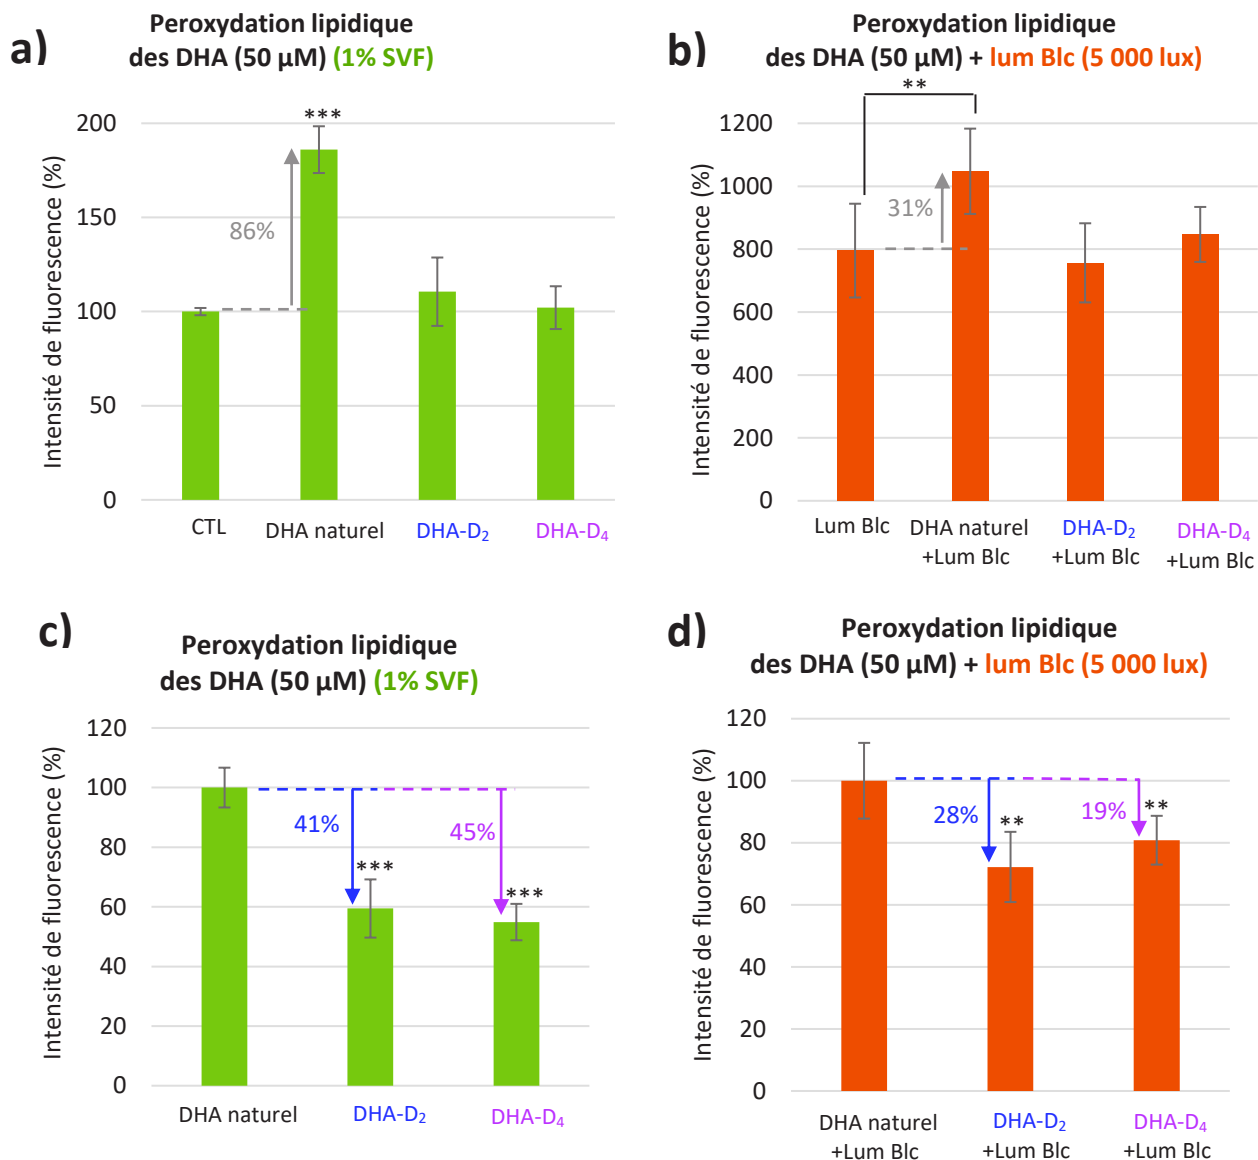 a)
Peroxydation lipidique
des DHA (50 µM) (1% SVF)
Intensité de fluorescence (%)
200
150
100
50
0
***
86%
CTL
DHA naturel
DHA-D₂
DHA-D₄
b)
Peroxydation lipidique
des DHA (50 µM) + lum Blc (5 000 lux)
**
Intensité de fluorescence (%)
1200
1000
800
600
400
200
0
31%
Lum Blc
DHA naturel
+Lum Blc
DHA-D₂
+Lum Blc
DHA-D₄
+Lum Blc
c)
Peroxydation lipidique
des DHA (50 µM) (1% SVF)
Intensité de fluorescence (%)
120
100
80
60
40
20
0
41%
45%
***
***
DHA naturel
DHA-D₂
DHA-D₄
d)
Peroxydation lipidique
des DHA (50 µM) + lum Blc (5 000 lux)
Intensité de fluorescence (%)
120
100
80
60
40
20
0
28%
19%
**
**
DHA naturel
+Lum Blc
DHA-D₂
+Lum Blc
DHA-D₄
+Lum Blc